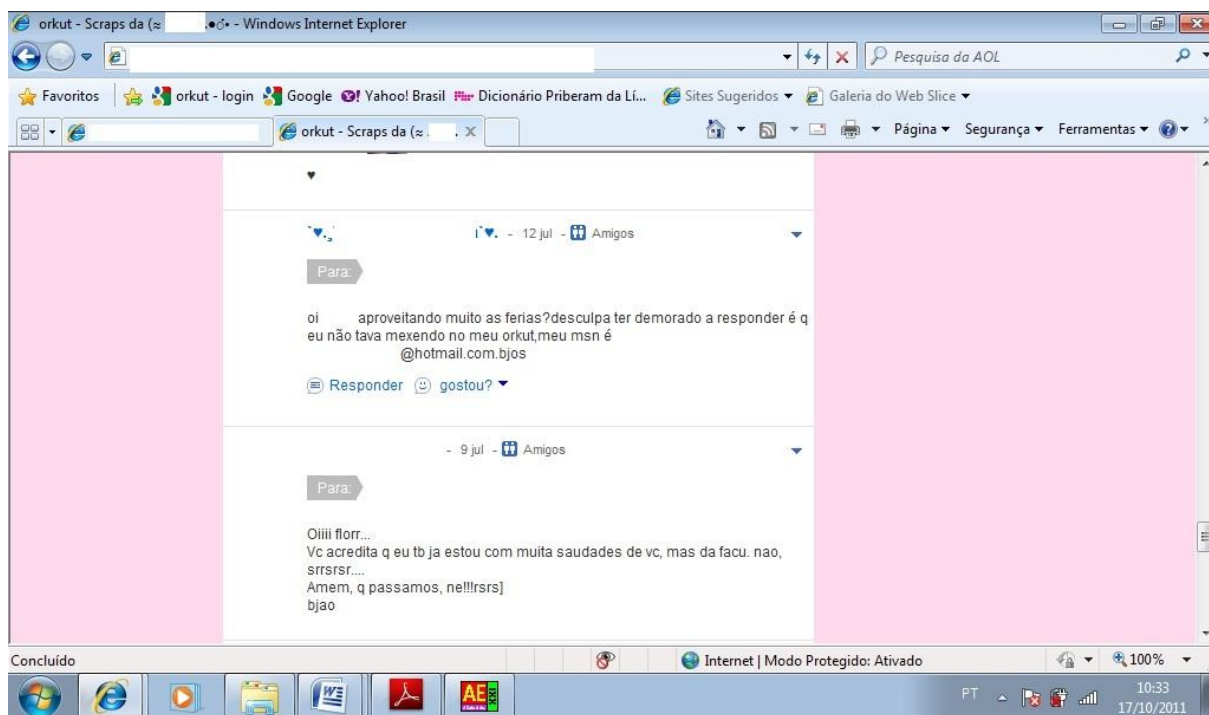 orkut - Scraps da (≈ .●♂• - Windows Internet Explorer
Pesquisa da AOL
Favoritos orkut - login Google Yahoo! Brasil Dicionário Priberam da Lí... Sites Sugeridos Galeria do Web Slice
orkut - Scraps da (≈ . . X Página Segurança Ferramentas
♥
`♥.¸ ı`♥. - 12 jul - Amigos
Para:
oi aproveitando muito as ferias?desculpa ter demorado a responder é q
eu não tava mexendo no meu orkut,meu msn é
@hotmail.com.bjos
Responder gostou?
- 9 jul - Amigos
Para:
Oiiii florr...
Vc acredita q eu tb ja estou com muita saudades de vc, mas da facu. nao,
srrsrsr....
Amem, q passamos, ne!!!rsrs]
bjao
Concluído Internet | Modo Protegido: Ativado 100%
AE PT 10:33
17/10/2011